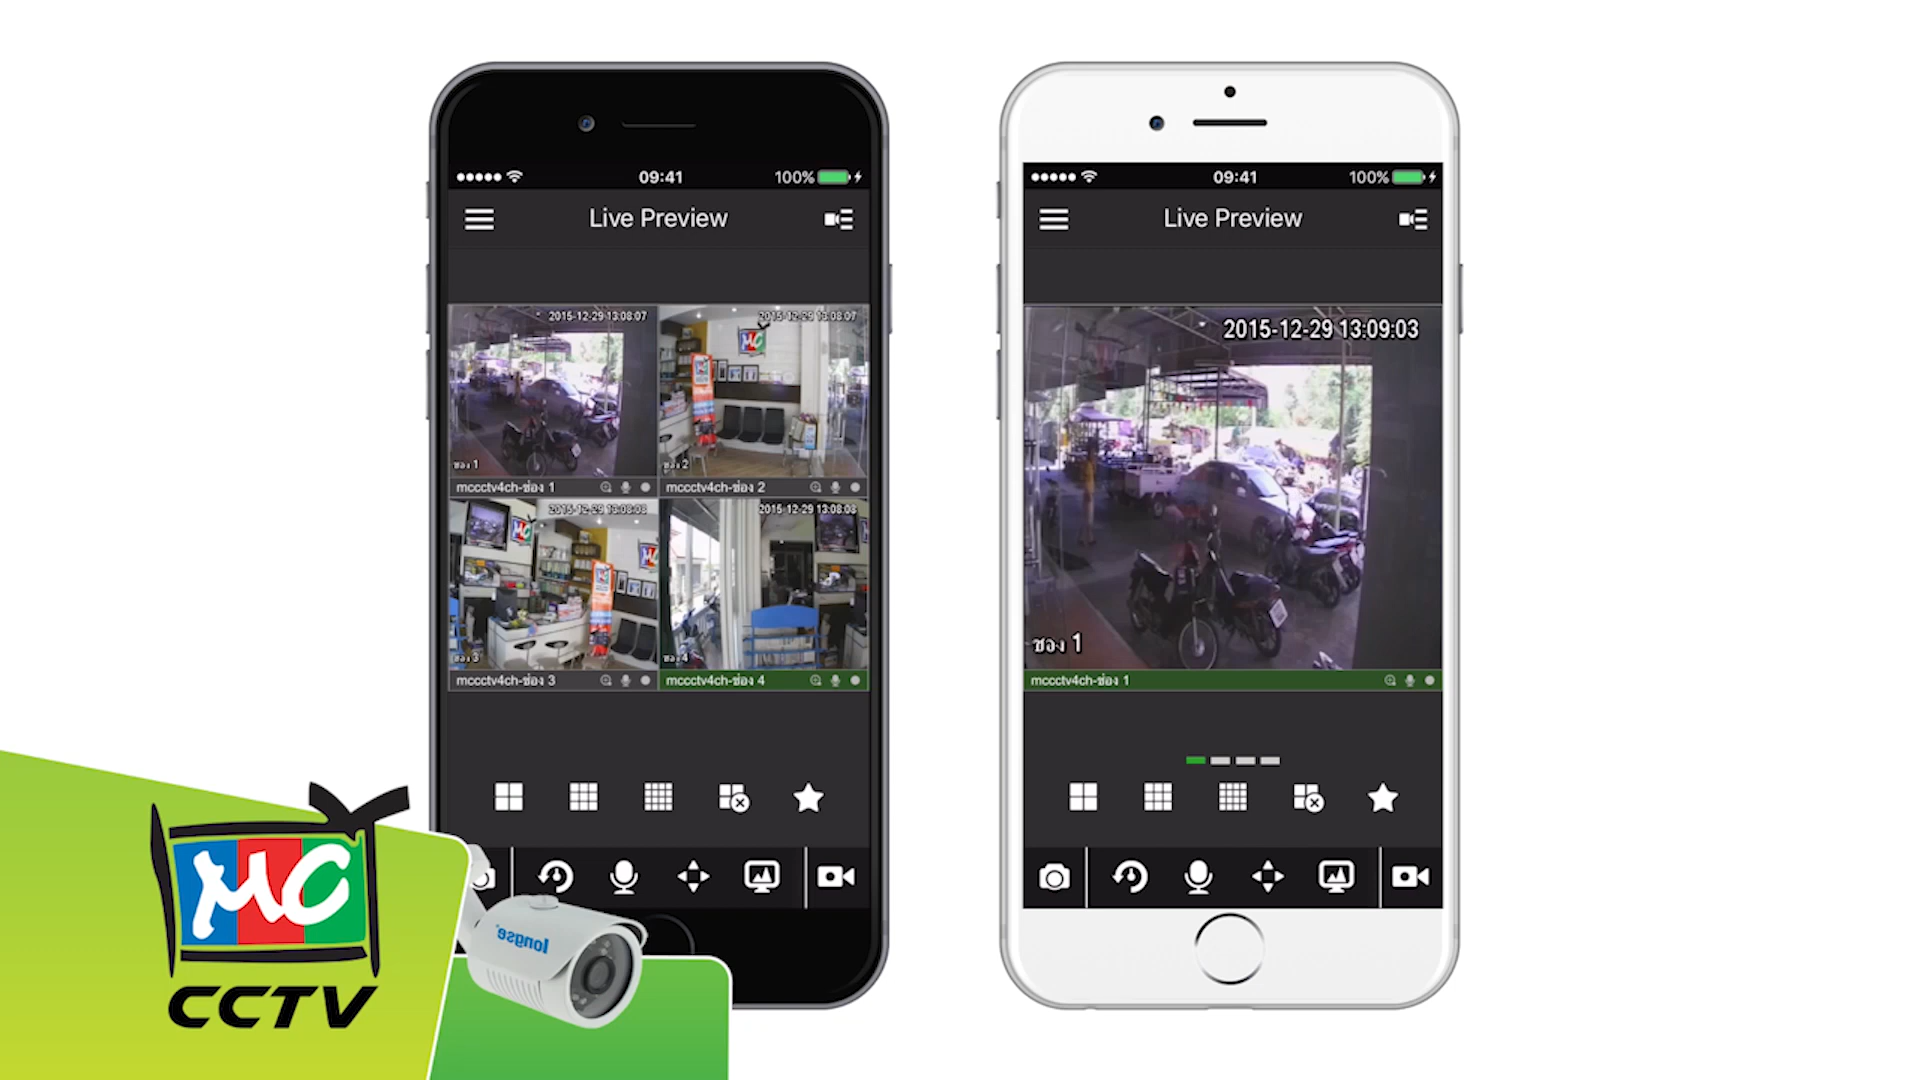 09:41
100%
Live Preview
2015-12-29 13:08:07
ช่อง 1
mccctv4ch-ช่อง 1
2015-12-29 13:08:07
MC
ช่อง 2
mccctv4ch-ช่อง 2
2015-12-29 13:08:08
MC
ช่อง 3
mccctv4ch-ช่อง 3
2015-12-29 13:08:08
ช่อง 4
mccctv4ch-ช่อง 4
09:41
100%
Live Preview
2015-12-29 13:09:03
ช่อง 1
mccctv4ch-ช่อง 1
MC
CCTV
longse